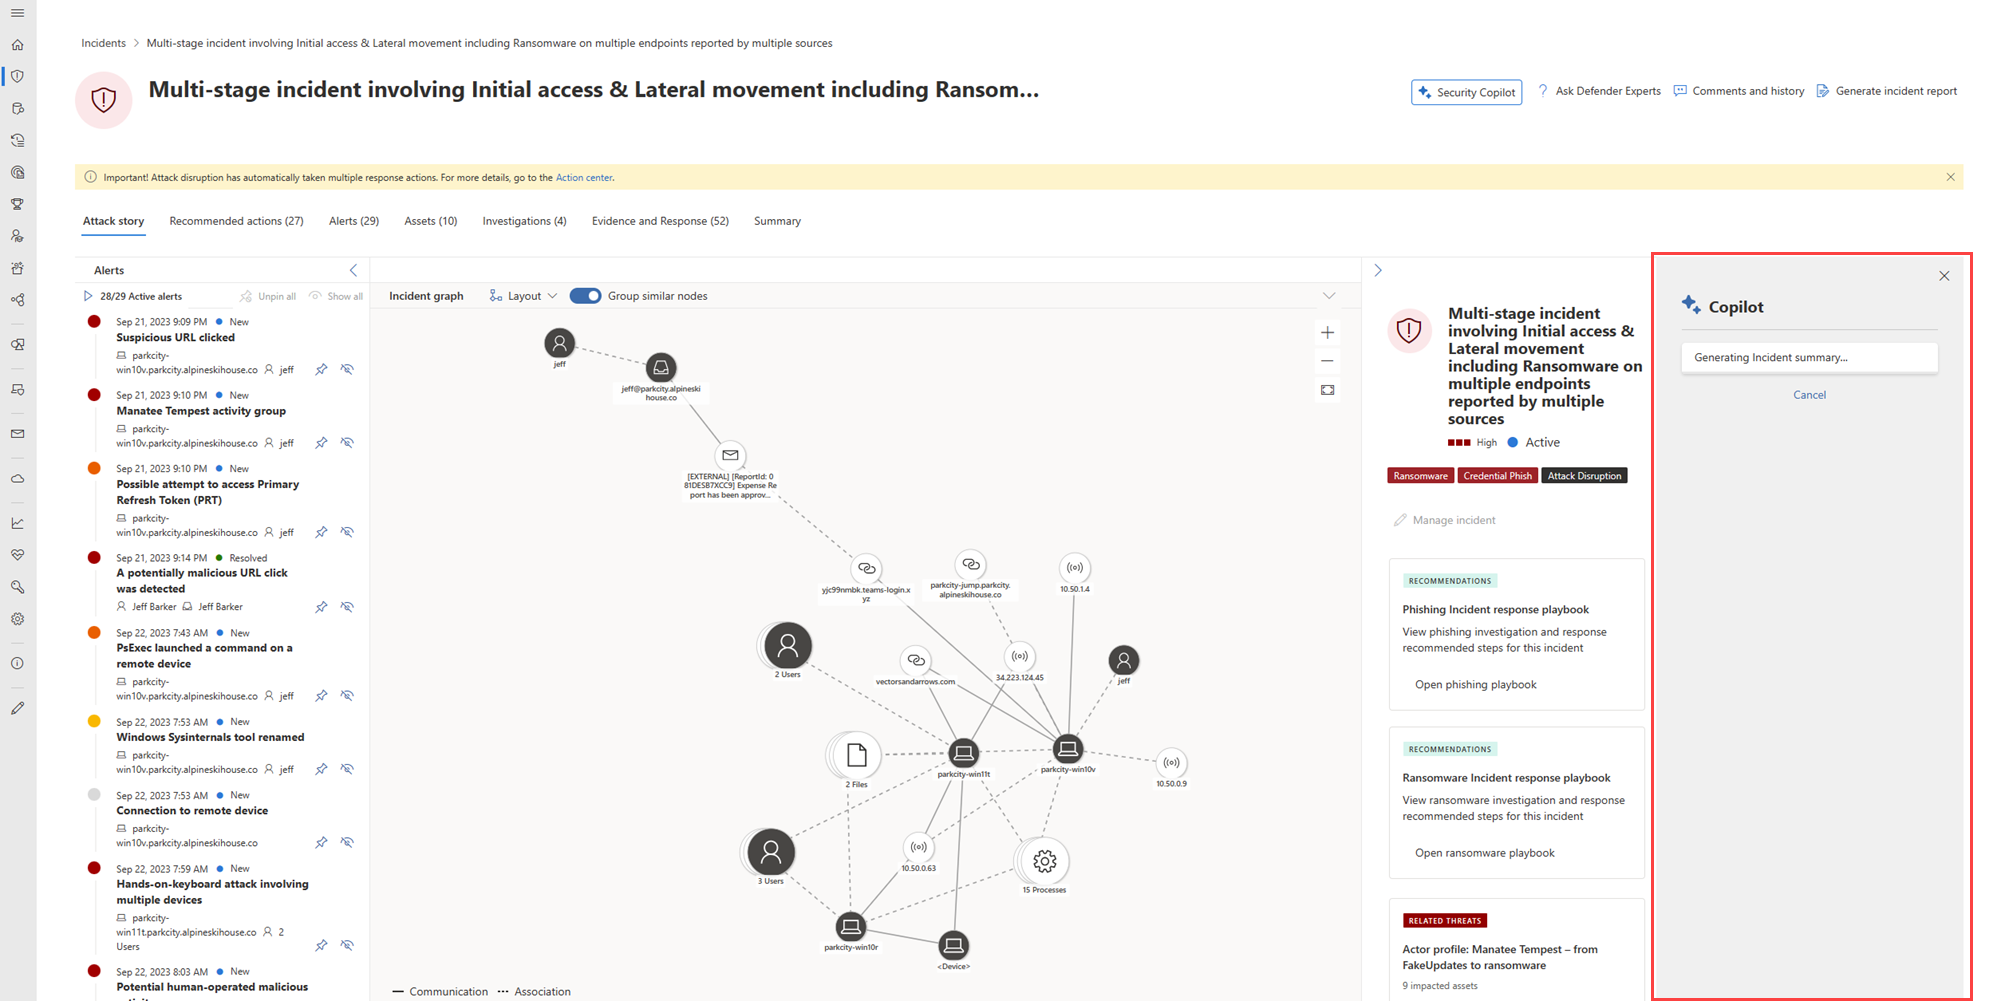 Incidents > Multi-stage incident involving Initial access & Lateral movement including Ransomware on multiple endpoints reported by multiple sources
Multi-stage incident involving Initial access & Lateral movement including Ransom...
Security Copilot
Ask Defender Experts
Comments and history
Generate incident report
Important! Attack disruption has automatically taken multiple response actions. For more details, go to the Action center.
Attack story
Recommended actions (27)
Alerts (29)
Assets (10)
Investigations (4)
Evidence and Response (52)
Summary
Alerts
28/29 Active alerts
Unpin all
Show all
Sep 21, 2023 9:09 PM New
Suspicious URL clicked
parkcity-
win10v.parkcity.alpineskihouse.co jeff
Sep 21, 2023 9:10 PM New
Manatee Tempest activity group
parkcity-
win10v.parkcity.alpineskihouse.co jeff
Sep 21, 2023 9:10 PM New
Possible attempt to access Primary
Refresh Token (PRT)
parkcity-
win10v.parkcity.alpineskihouse.co jeff
Sep 21, 2023 9:14 PM Resolved
A potentially malicious URL click
was detected
Jeff Barker Jeff Barker
Sep 22, 2023 7:43 AM New
PsExec launched a command on a
remote device
parkcity-
win10v.parkcity.alpineskihouse.co jeff
Sep 22, 2023 7:53 AM New
Windows Sysinternals tool renamed
parkcity-
win10v.parkcity.alpineskihouse.co jeff
Sep 22, 2023 7:53 AM New
Connection to remote device
parkcity-
win10v.parkcity.alpineskihouse.co
Sep 22, 2023 7:59 AM New
Hands-on-keyboard attack involving
multiple devices
parkcity-
win11t.parkcity.alpineskihouse.co 2
Users
Sep 22, 2023 8:03 AM New
Potential human-operated malicious
Incident graph
Layout
Group similar nodes
jeff
jeff@parkcity.alpineski
house.co
[EXTERNAL] [ReportId: 0
81DESB7XCC9] Expense Re
port has been approv...
yjc99nmbk.teams-login.x
yz
parkcity-jump.parkcity.
alpineskihouse.co
10.50.1.4
2 Users
vectorsandarrows.com
34.223.124.45
jeff
2 Files
parkcity-win11t
parkcity-win10v
10.50.0.9
3 Users
10.50.0.63
15 Processes
parkcity-win10r
<Device>
Communication
Association
Multi-stage incident
involving Initial access &
Lateral movement
including Ransomware on
multiple endpoints
reported by multiple
sources
High Active
Ransomware
Credential Phish
Attack Disruption
Manage incident
RECOMMENDATIONS
Phishing Incident response playbook
View phishing investigation and response
recommended steps for this incident
Open phishing playbook
RECOMMENDATIONS
Ransomware Incident response playbook
View ransomware investigation and response
recommended steps for this incident
Open ransomware playbook
RELATED THREATS
Actor profile: Manatee Tempest – from
FakeUpdates to ransomware
9 impacted assets
Copilot
Generating Incident summary...
Cancel